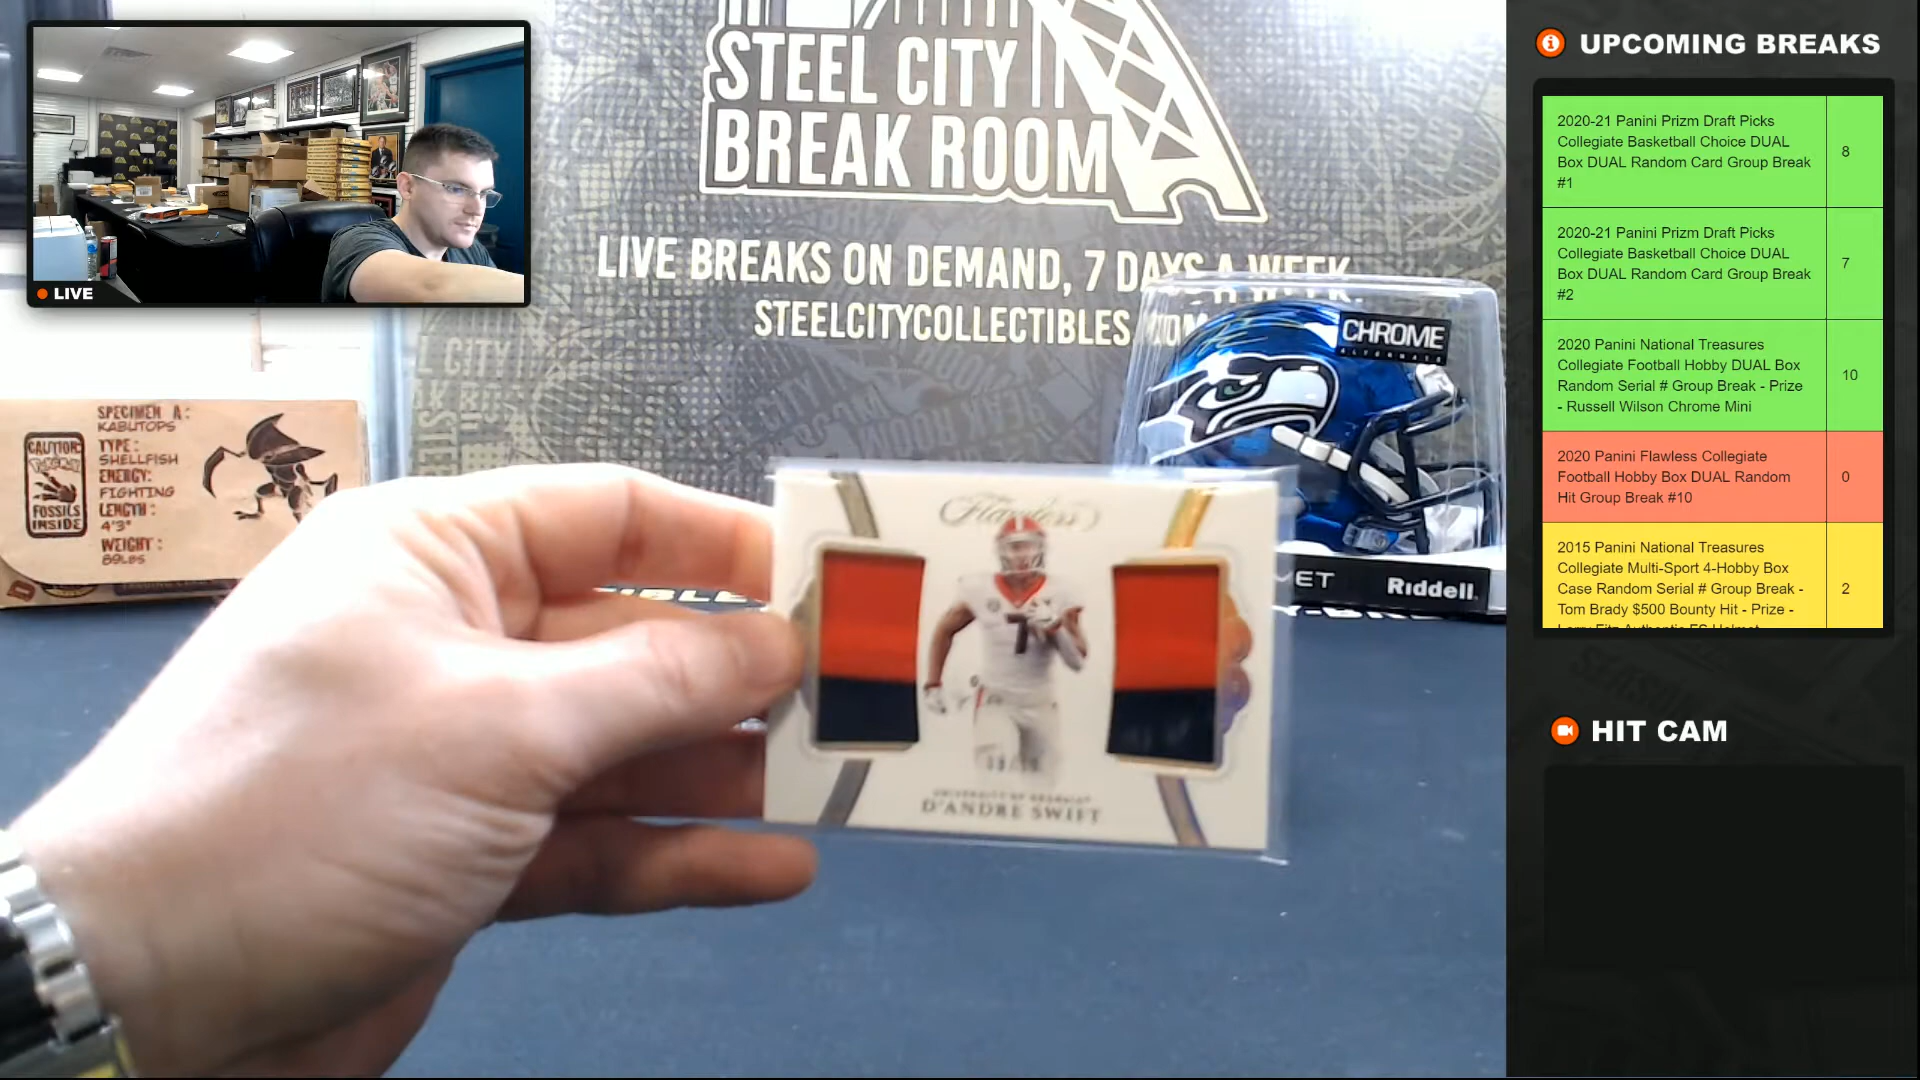 LIVE
STEEL CITY
BREAK ROOM
LIVE BREAKS ON DEMAND, 7 DAYS A WEEK.
STEELCITYCOLLECTIBLES
SPECIMEN A:
KABUTOPS
TYPE:
SHELLFISH
ENERGY:
FIGHTING
LENGTH:
4'3"
WEIGHT:
89LBS
CAUTION:
FOSSILS
INSIDE
CHROME
ALTERNATE
Riddell
Flawless
7
UNIVERSITY OF GEORGIA
D'ANDRE SWIFT
UPCOMING BREAKS
2020-21 Panini Prizm Draft Picks
Collegiate Basketball Choice DUAL
Box DUAL Random Card Group Break
#1
8
2020-21 Panini Prizm Draft Picks
Collegiate Basketball Choice DUAL
Box DUAL Random Card Group Break
#2
7
2020 Panini National Treasures
Collegiate Football Hobby DUAL Box
Random Serial # Group Break - Prize
- Russell Wilson Chrome Mini
10
2020 Panini Flawless Collegiate
Football Hobby Box DUAL Random
Hit Group Break #10
0
2015 Panini National Treasures
Collegiate Multi-Sport 4-Hobby Box
Case Random Serial # Group Break -
Tom Brady $500 Bounty Hit - Prize -
2
HIT CAM